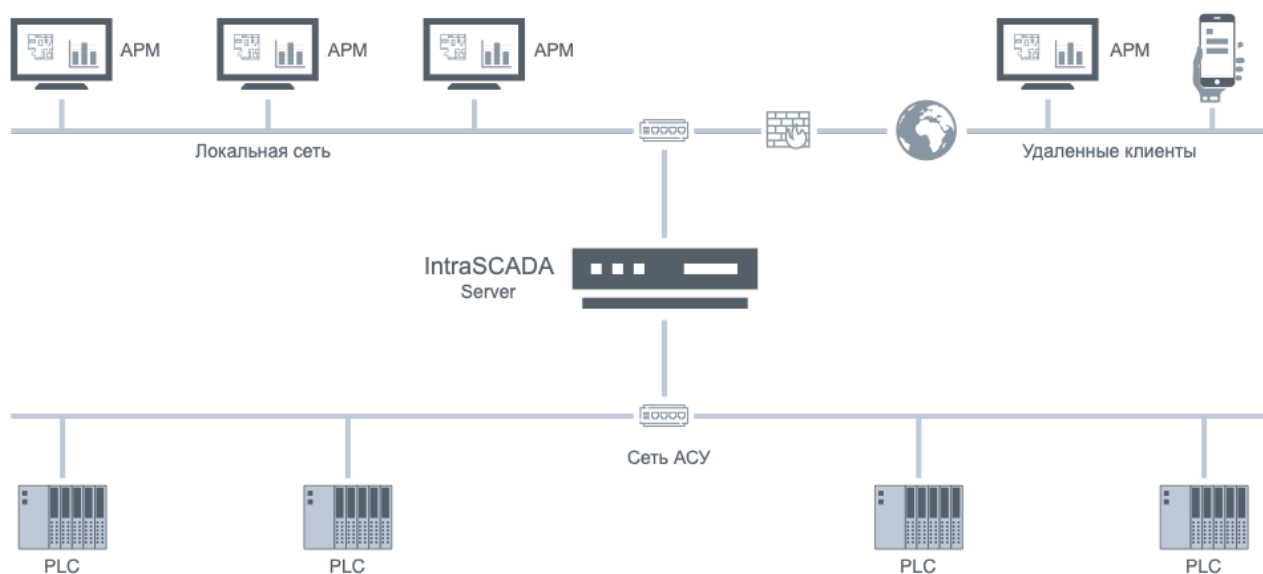 АРМ
АРМ
АРМ
АРМ
Локальная сеть
Удаленные клиенты
IntraSCADA
Server
Сеть АСУ
PLC
PLC
PLC
PLC